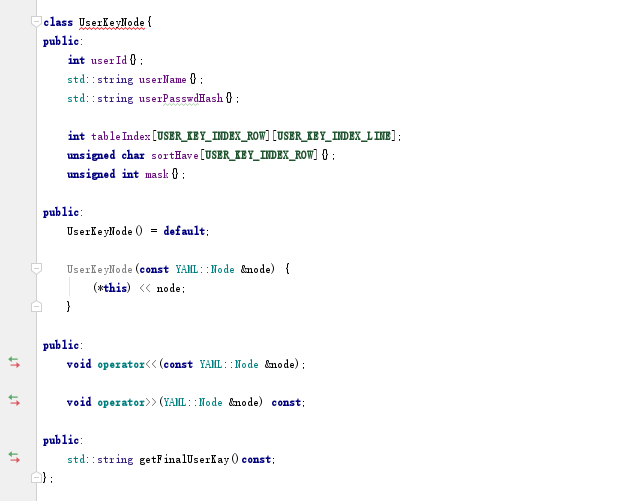 class UserKeyNode{
public:
    int userId{};
    std::string userName{};
    std::string userPasswdHash{};

    int tableIndex[USER_KEY_INDEX_ROW][USER_KEY_INDEX_LINE];
    unsigned char sortHave[USER_KEY_INDEX_ROW]{};
    unsigned int mask{};

public:
    UserKeyNode() = default;

    UserKeyNode(const YAML::Node &node) {
        (*this) << node;
    }

public:
    void operator<<(const YAML::Node &node);

    void operator>>(YAML::Node &node) const;

public:
    std::string getFinalUserKay()const;
};